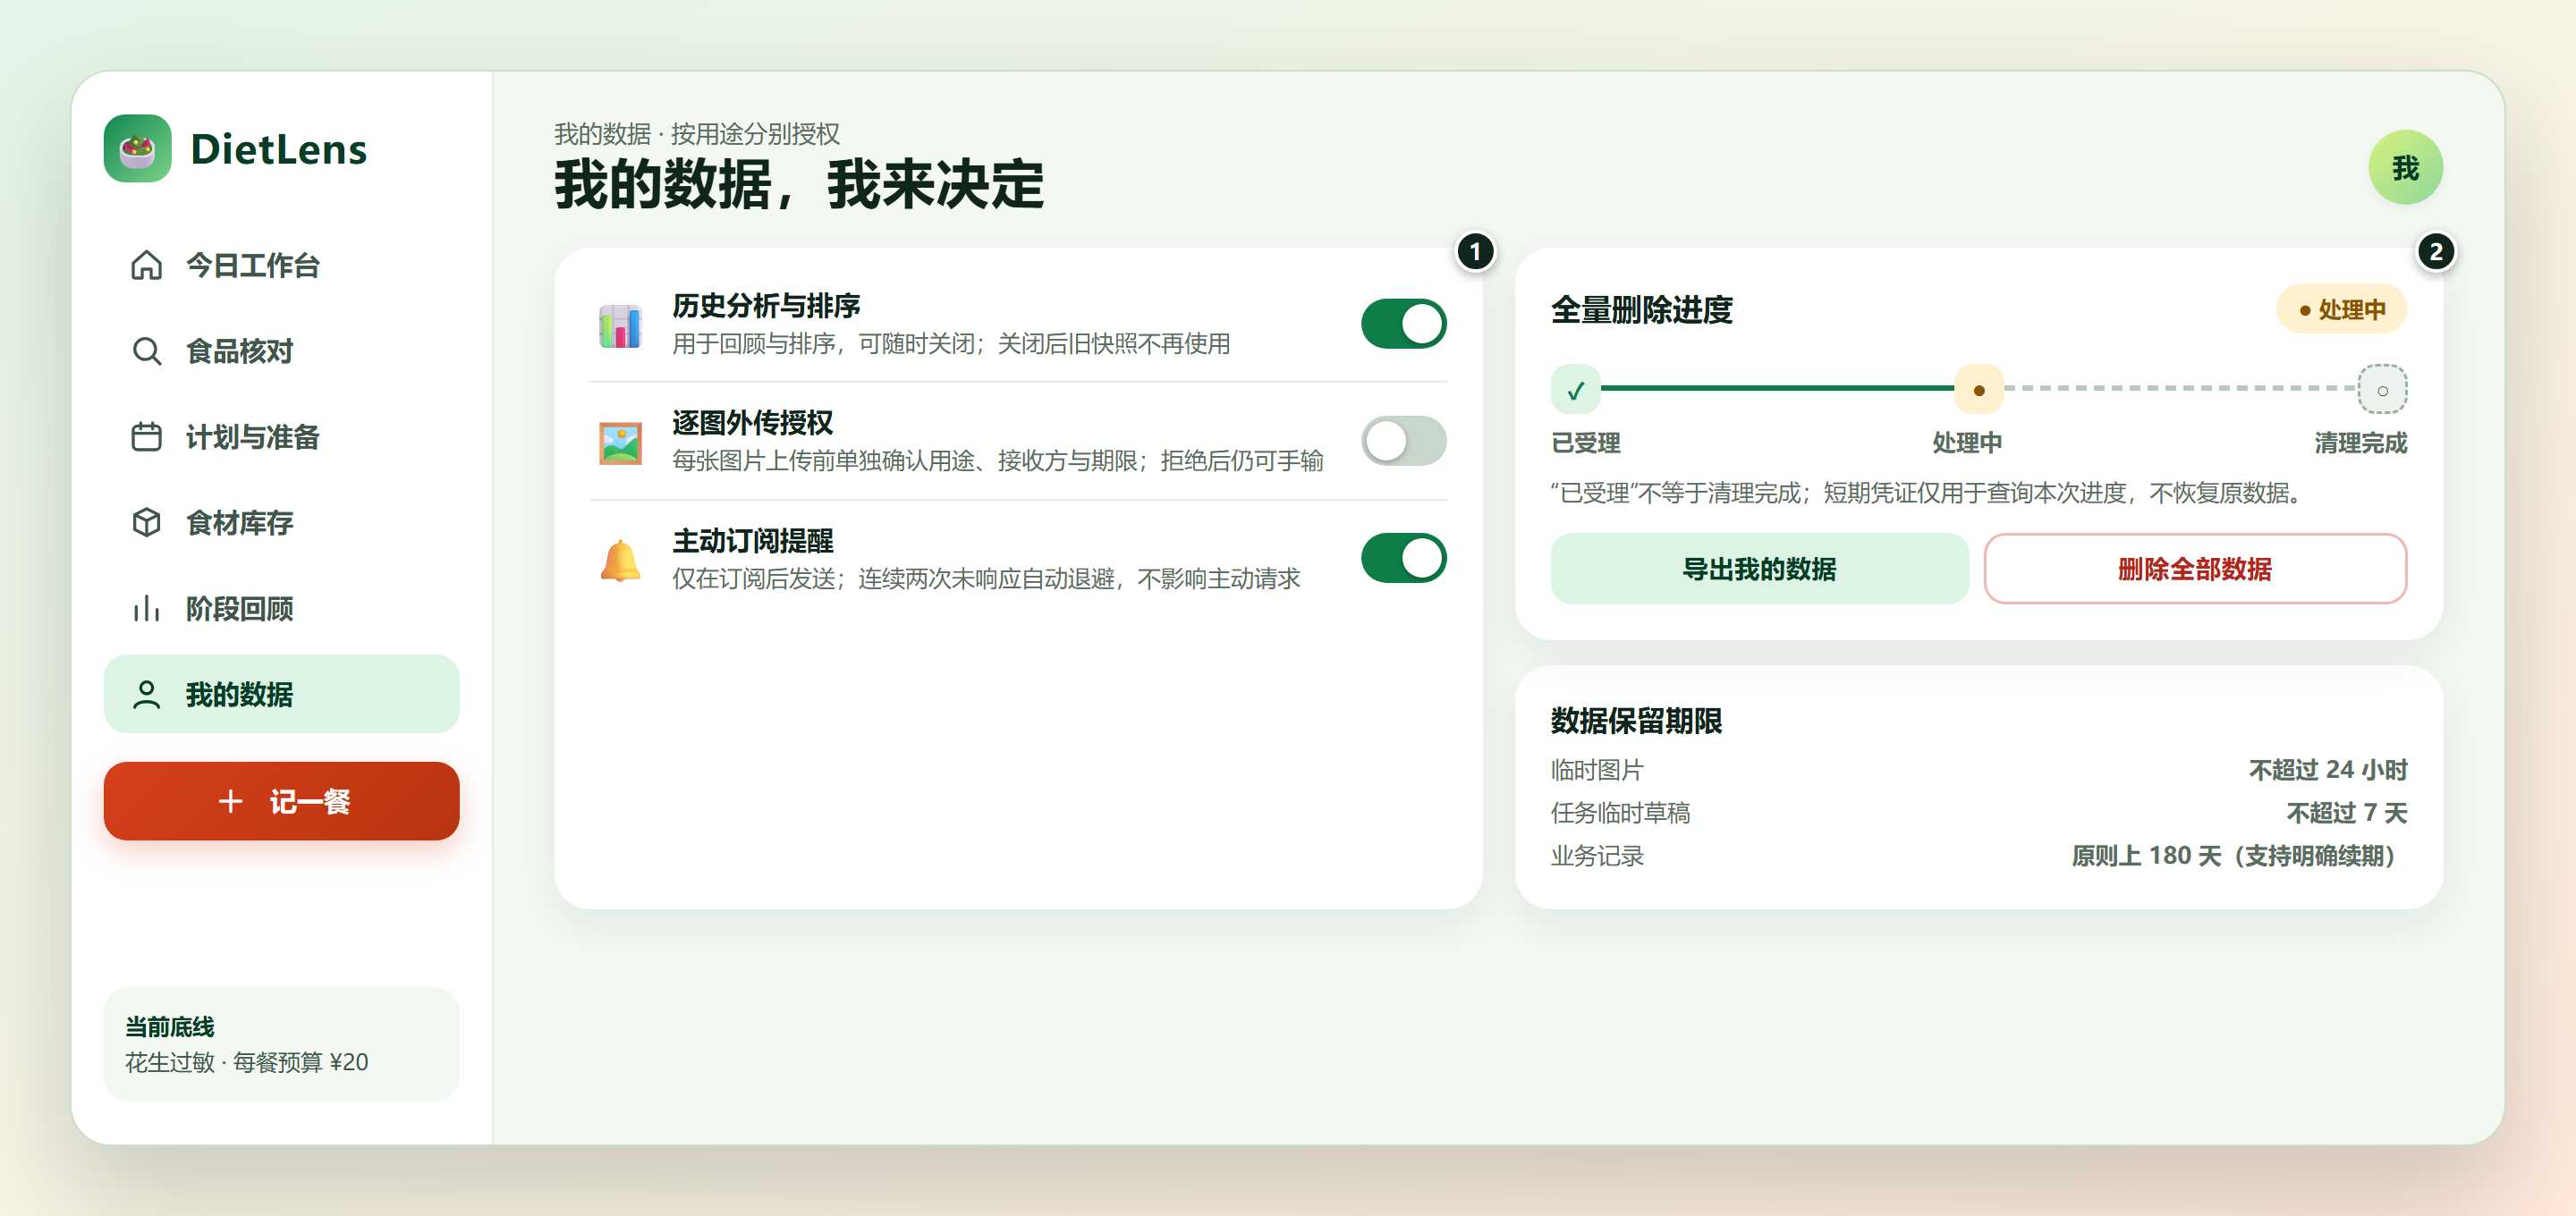 DietLens
今日工作台
食品核对
计划与准备
食材库存
阶段回顾
我的数据
＋ 记一餐
当前底线
花生过敏 · 每餐预算 ¥20
我的数据 · 按用途分别授权
我的数据，我来决定
我
1
历史分析与排序
用于回顾与排序，可随时关闭；关闭后旧快照不再使用
逐图外传授权
每张图片上传前单独确认用途、接收方与期限；拒绝后仍可手输
主动订阅提醒
仅在订阅后发送；连续两次未响应自动退避，不影响主动请求
2
全量删除进度
● 处理中
已受理 处理中 清理完成
“已受理”不等于清理完成；短期凭证仅用于查询本次进度，不恢复原数据。
导出我的数据 删除全部数据
数据保留期限
临时图片 不超过 24 小时
任务临时草稿 不超过 7 天
业务记录 原则上 180 天（支持明确续期）